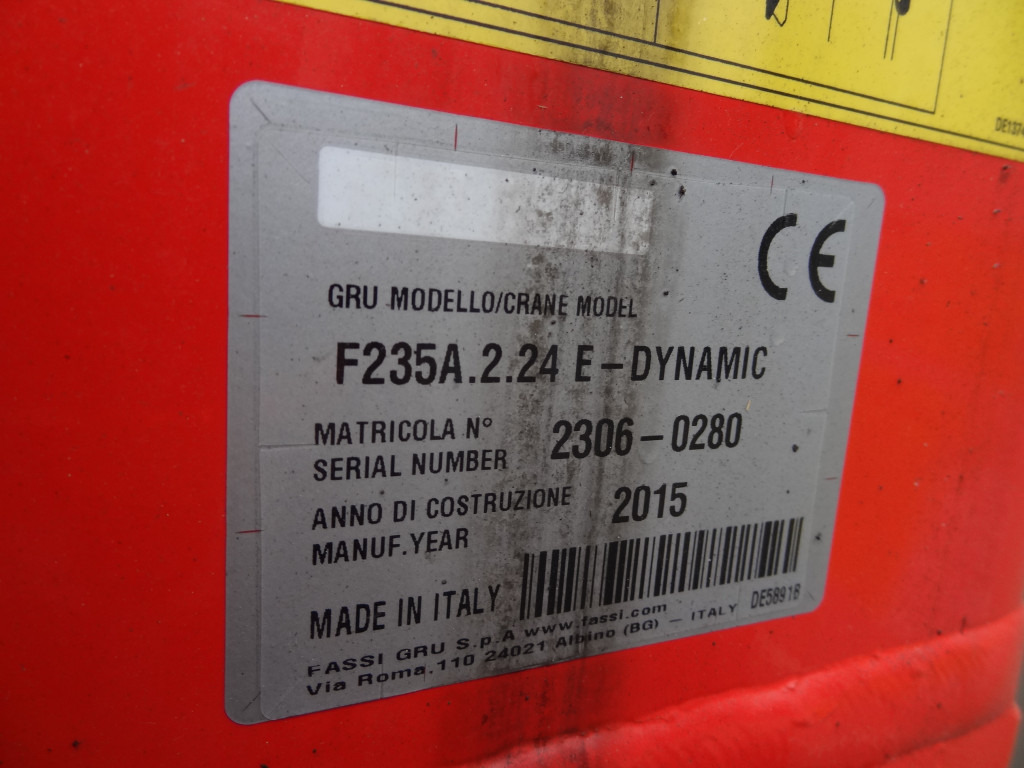 GRU MODELLO/CRANE MODEL
F235A.2.24 E-DYNAMIC
MATRICOLA N° 2306-0280
SERIAL NUMBER
ANNO DI COSTRUZIONE 2015
MANUF.YEAR
MADE IN ITALY
DE5891B
FASSI GRU S.p.A www.fassi.com
Via Roma.110 24021 Albino (BG) - ITALY
CE